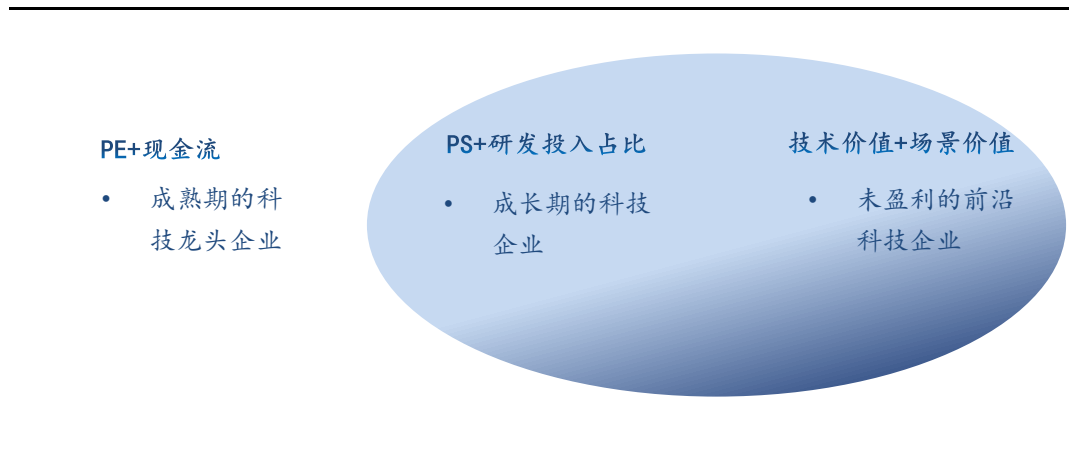 PE+现金流
• 成熟期的科
技龙头企业
PS+研发投入占比
• 成长期的科技
企业
技术价值+场景价值
• 未盈利的前沿
科技企业